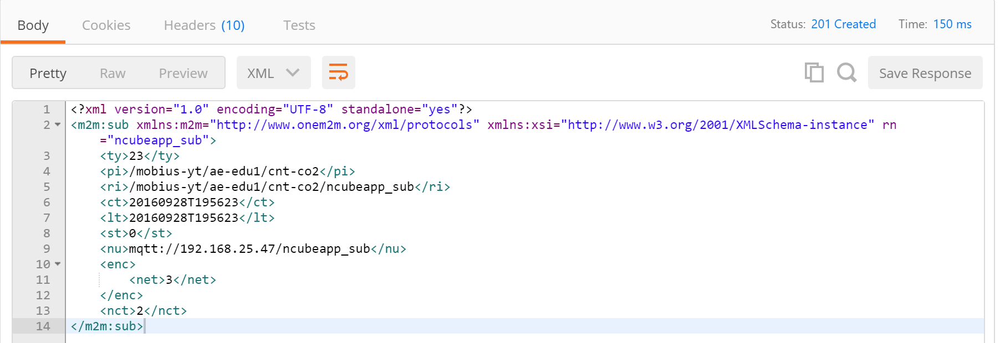 Body Cookies Headers (10) Tests Status: 201 Created Time: 150 ms
Pretty Raw Preview XML Save Response
1 <?xml version="1.0" encoding="UTF-8" standalone="yes"?>
2 <m2m:sub xmlns:m2m="http://www.onem2m.org/xml/protocols" xmlns:xsi="http://www.w3.org/2001/XMLSchema-instance" rn
="ncubeapp_sub">
3 <ty>23</ty>
4 <pi>/mobius-yt/ae-edu1/cnt-co2</pi>
5 <ri>/mobius-yt/ae-edu1/cnt-co2/ncubeapp_sub</ri>
6 <ct>20160928T195623</ct>
7 <lt>20160928T195623</lt>
8 <st>0</st>
9 <nu>mqtt://192.168.25.47/ncubeapp_sub</nu>
10 <enc>
11 <net>3</net>
12 </enc>
13 <nct>2</nct>
14 </m2m:sub>